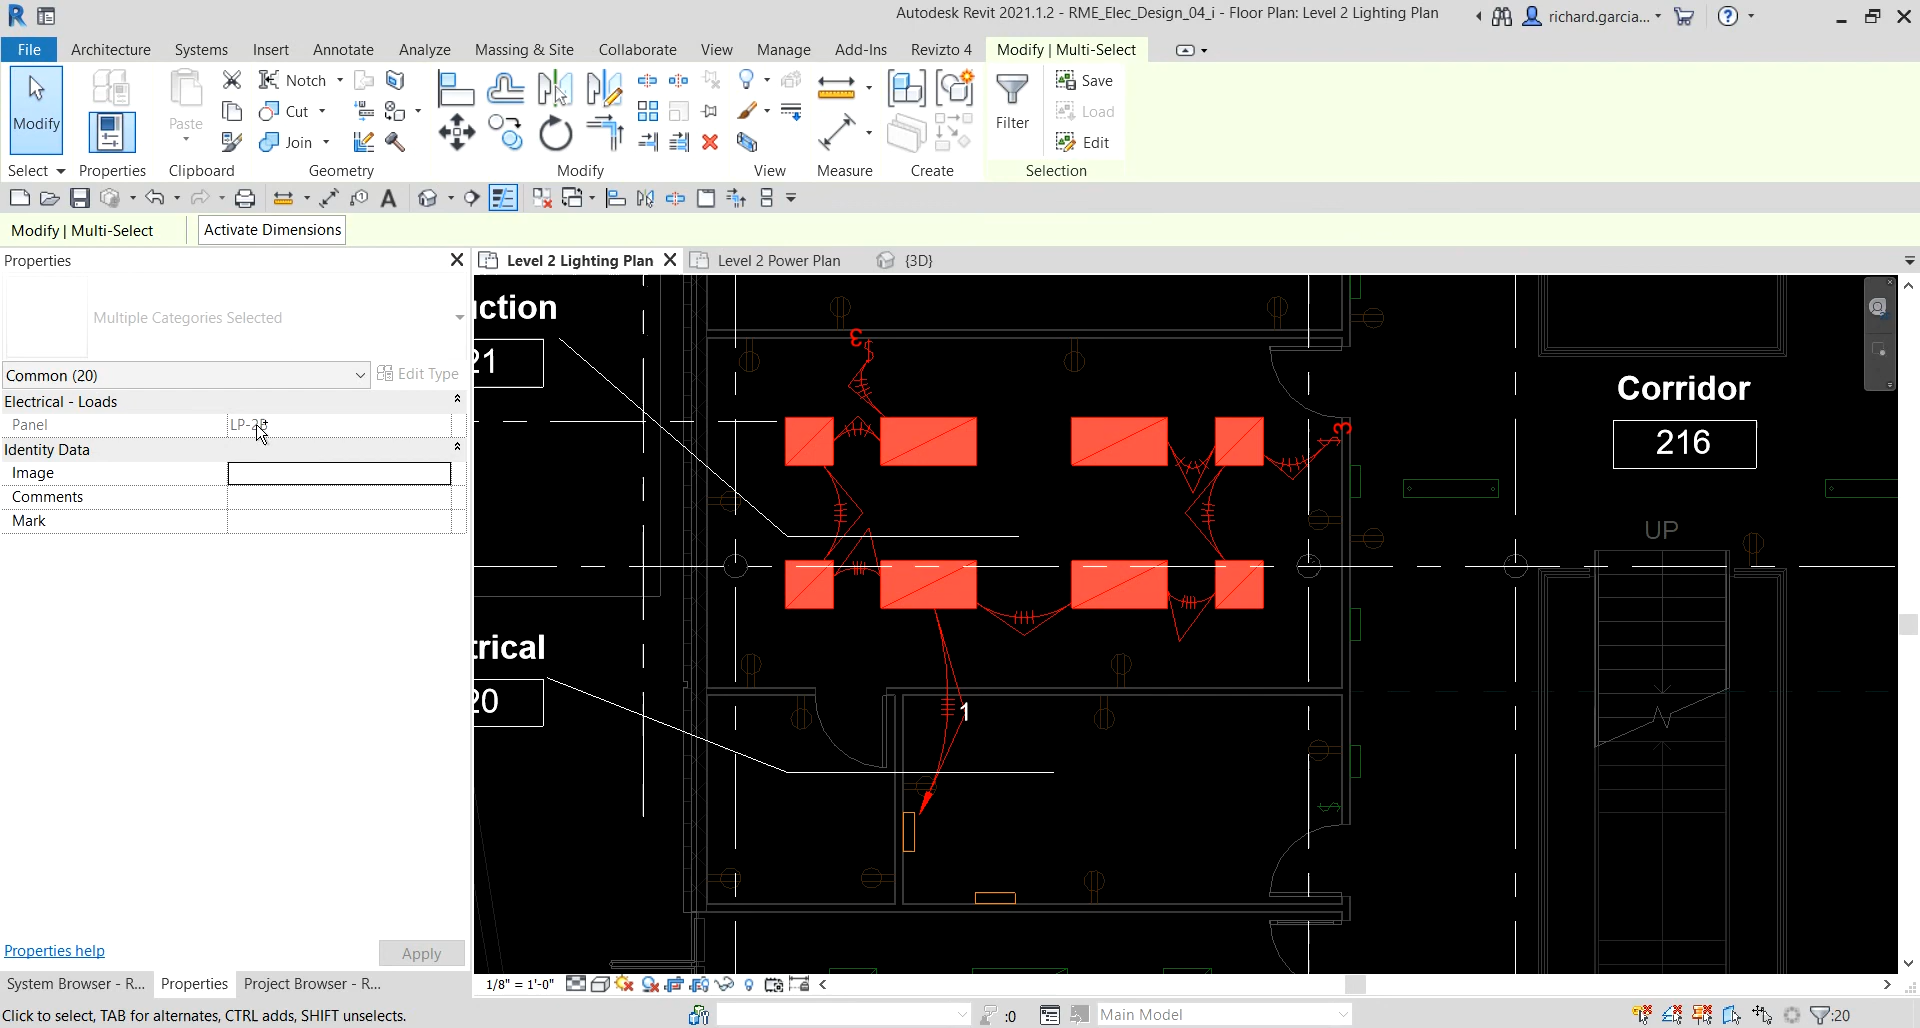 Autodesk Revit 2021.1.2 - RME_Elec_Design_04_i - Floor Plan: Level 2 Lighting Plan
richard.garcia...
File Architecture Systems Insert Annotate Analyze Massing & Site Collaborate View Manage Add-Ins Revizto 4 Modify | Multi-Select
Modify
Paste
Notch
Cut
Join
Filter
Save
Load
Edit
Select Properties Clipboard Geometry Modify View Measure Create Selection
Modify | Multi-Select Activate Dimensions
Properties
Level 2 Lighting Plan Level 2 Power Plan {3D}
Multiple Categories Selected
Common (20) Edit Type
Electrical - Loads
Panel LP-2B
Identity Data
Image
Comments
Mark
Properties help Apply
System Browser - R... Properties Project Browser - R...
uction
21
3
$
3
Corridor
216
UP
trical
20
1
1/8" = 1'-0"
Click to select, TAB for alternates, CTRL adds, SHIFT unselects.
:0
Main Model
:20